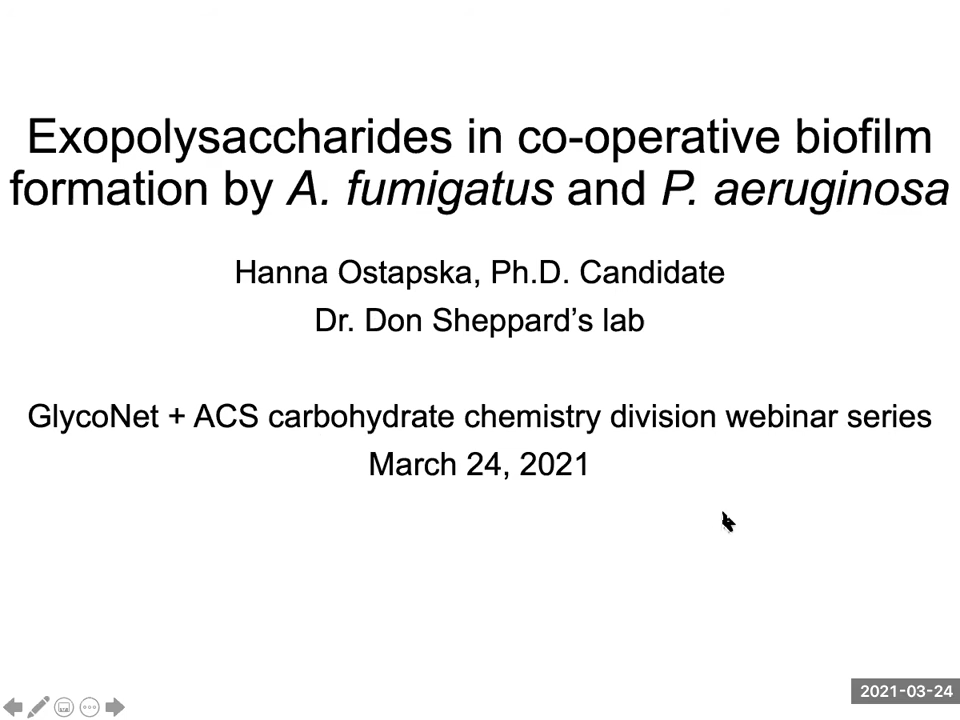 Exopolysaccharides in co-operative biofilm
formation by A. fumigatus and P. aeruginosa
Hanna Ostapska, Ph.D. Candidate
Dr. Don Sheppard’s lab
GlycoNet + ACS carbohydrate chemistry division webinar series
March 24, 2021
2021-03-24